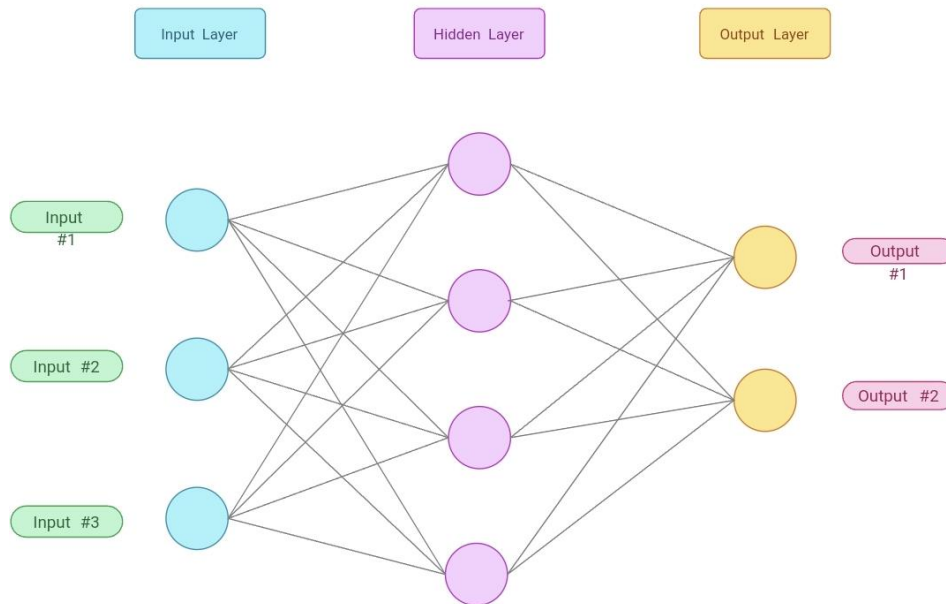 Input Layer
Hidden Layer
Output Layer
Input
#1
Output
#1
Input #2
Output #2
Input #3